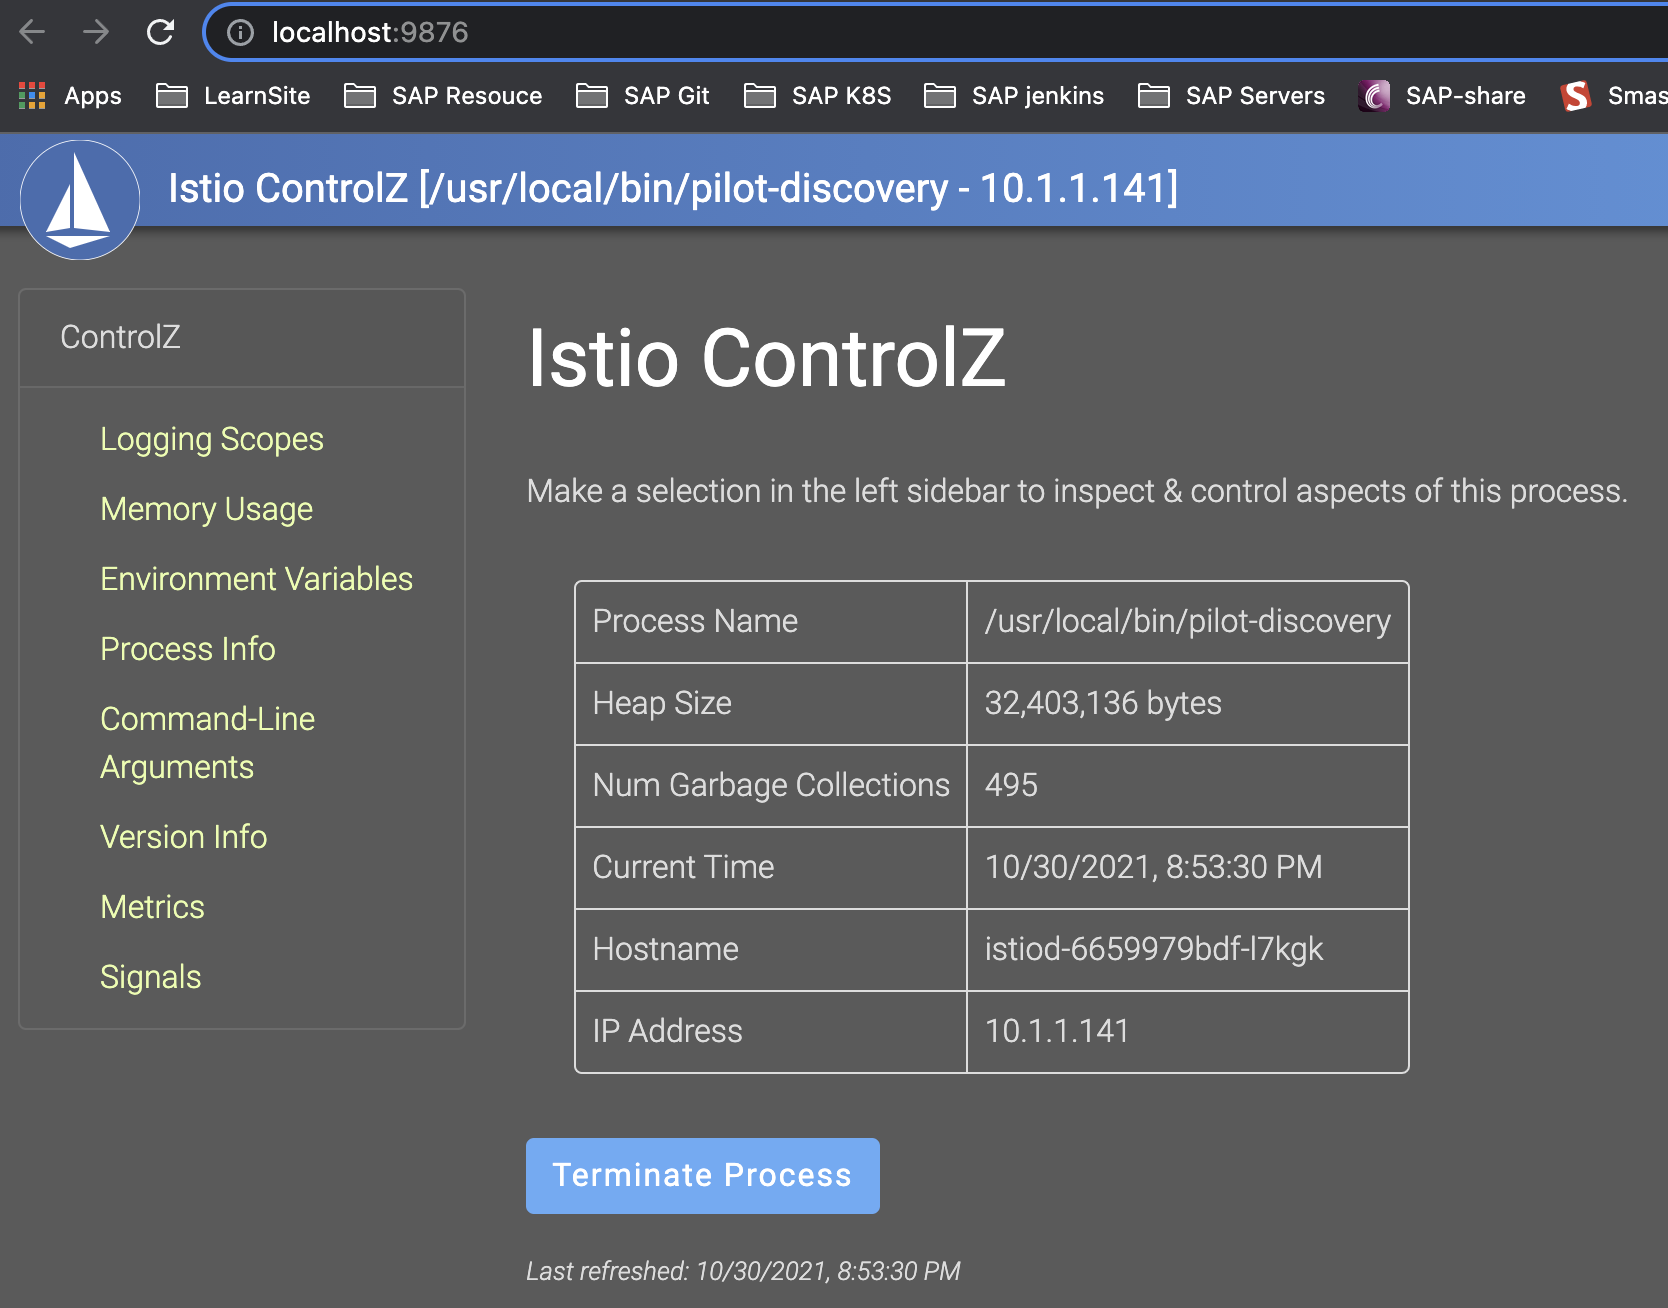 localhost:9876
Apps LearnSite SAP Resouce SAP Git SAP K8S SAP jenkins SAP Servers SAP-share Smas
Istio ControlZ [/usr/local/bin/pilot-discovery - 10.1.1.141]
ControlZ
Logging Scopes
Memory Usage
Environment Variables
Process Info
Command-Line
Arguments
Version Info
Metrics
Signals
Istio ControlZ
Make a selection in the left sidebar to inspect & control aspects of this process.
Process Name /usr/local/bin/pilot-discovery
Heap Size 32,403,136 bytes
Num Garbage Collections 495
Current Time 10/30/2021, 8:53:30 PM
Hostname istiod-6659979bdf-l7kgk
IP Address 10.1.1.141
Terminate Process
Last refreshed: 10/30/2021, 8:53:30 PM